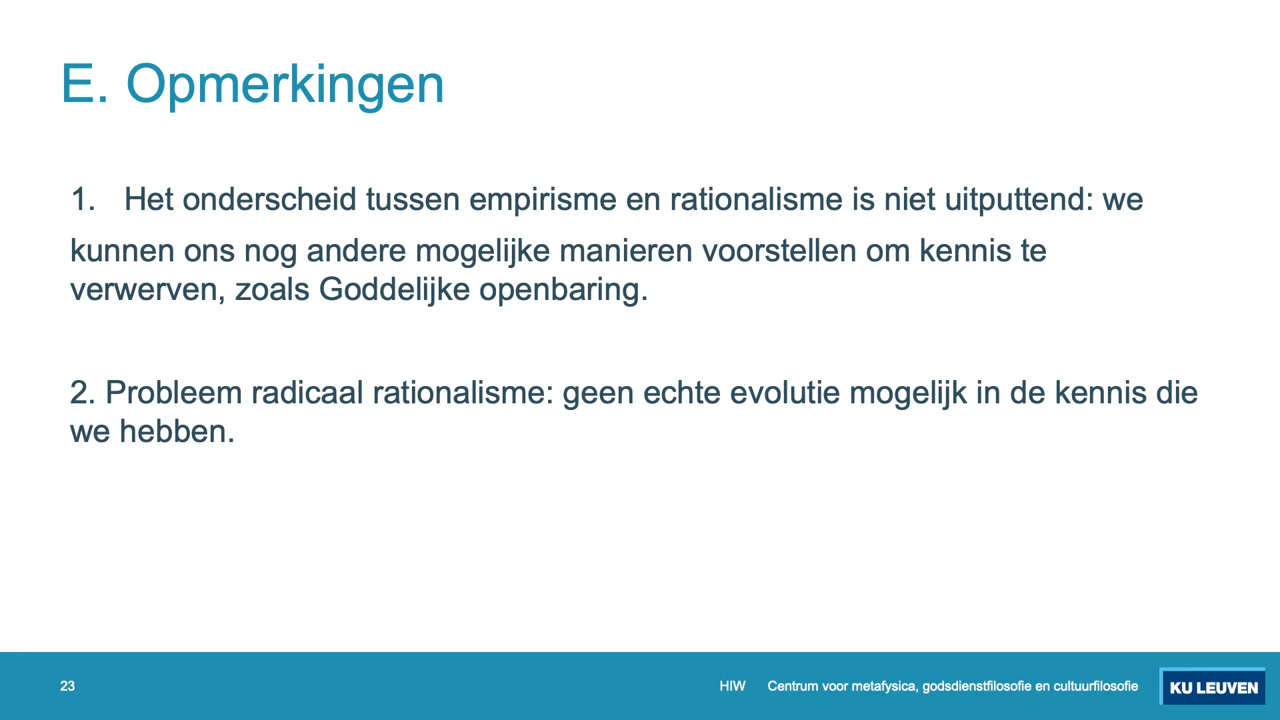 E. Opmerkingen
1. Het onderscheid tussen empirisme en rationalisme is niet uitputtend: we
kunnen ons nog andere mogelijke manieren voorstellen om kennis te
verwerven, zoals Goddelijke openbaring.
2. Probleem radicaal rationalisme: geen echte evolutie mogelijk in de kennis die
we hebben.
23 HIW Centrum voor metafysica, godsdienstfilosofie en cultuurfilosofie KU LEUVEN